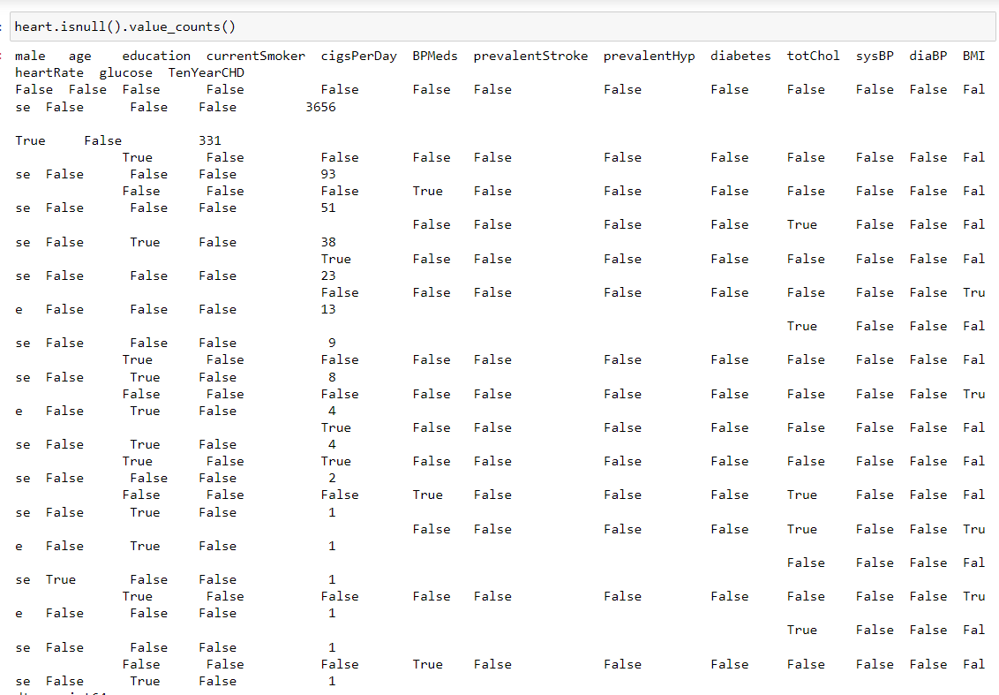 heart.isnull().value_counts()
male age education currentSmoker cigsPerDay BPMeds prevalentStroke prevalentHyp diabetes totChol sysBP diaBP BMI
heartRate glucose TenYearCHD
False False False False False False False False False False False False Fal
se False False False 3656
True False 331
True False False False False False False False False False Fal
se False False False 93
False False False True False False False False False False Fal
se False False False 51
False False False False True False False Fal
se False True False 38
True False False False False False False False Fal
se False False False 23
False False False False False False False False Tru
e False False False 13
True False False Fal
se False False False 9
True False False False False False False False False False Fal
se False True False 8
False False False False False False False False False False Tru
e False True False 4
True False False False False False False False Fal
se False True False 4
True False True False False False False False False False Fal
se False False False 2
False False False True False False False True False False Fal
se False True False 1
False False False False True False False Tru
e False True False 1
False False False Fal
se True False False 1
True False False False False False False False False False Tru
e False False False 1
True False False Fal
se False False False 1
False False False True False False False False False False Fal
se False True False 1